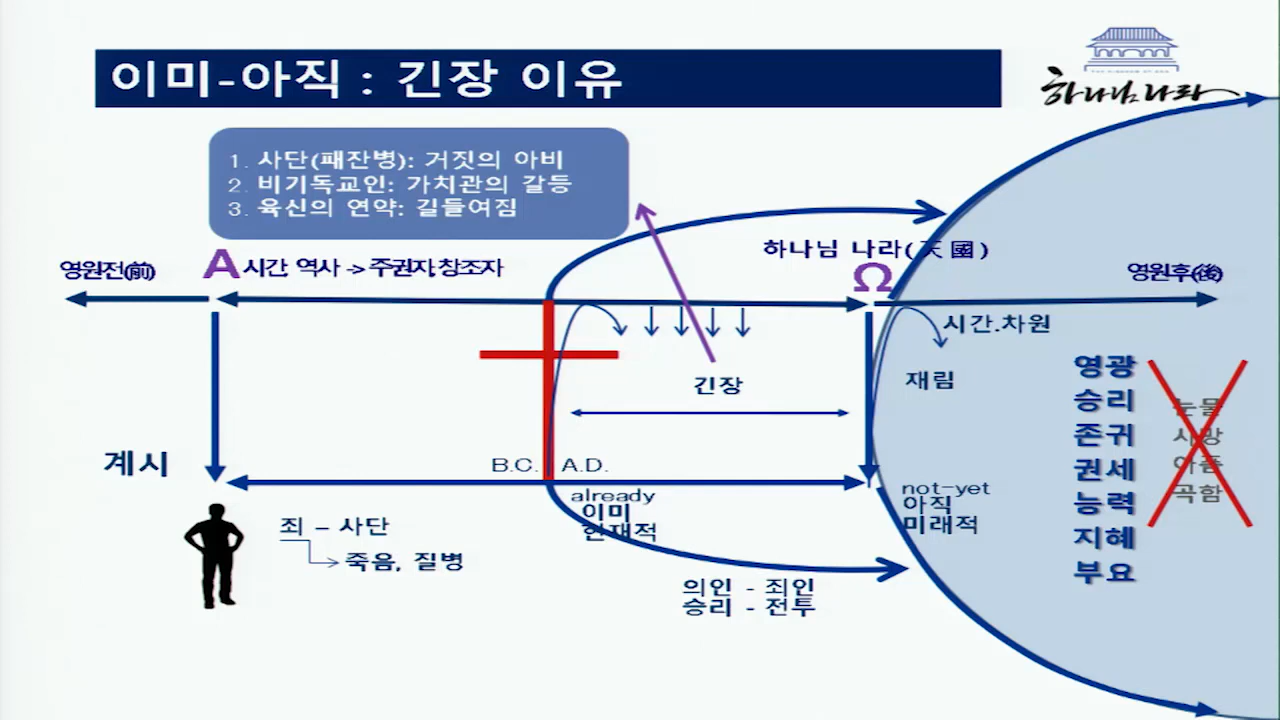 이미-아직 : 긴장 이유
하나님나라
1. 사단(패잔병): 거짓의 아비
2. 비기독교인: 가치관의 갈등
3. 육신의 연약: 길들여짐
하나님 나라(天國)
영원전(前)
A 시간, 역사 -> 주권자,창조자
Ω
영원후(後)
시간.차원
긴장
재림
영광
승리
존귀
권세
능력
지혜
부요
눈물
사망
아픔
곡함
계시
B.C.
A.D.
already
이미
현재적
not-yet
아직
미래적
죄 – 사단
죽음, 질병
의인 - 죄인
승리 - 전투